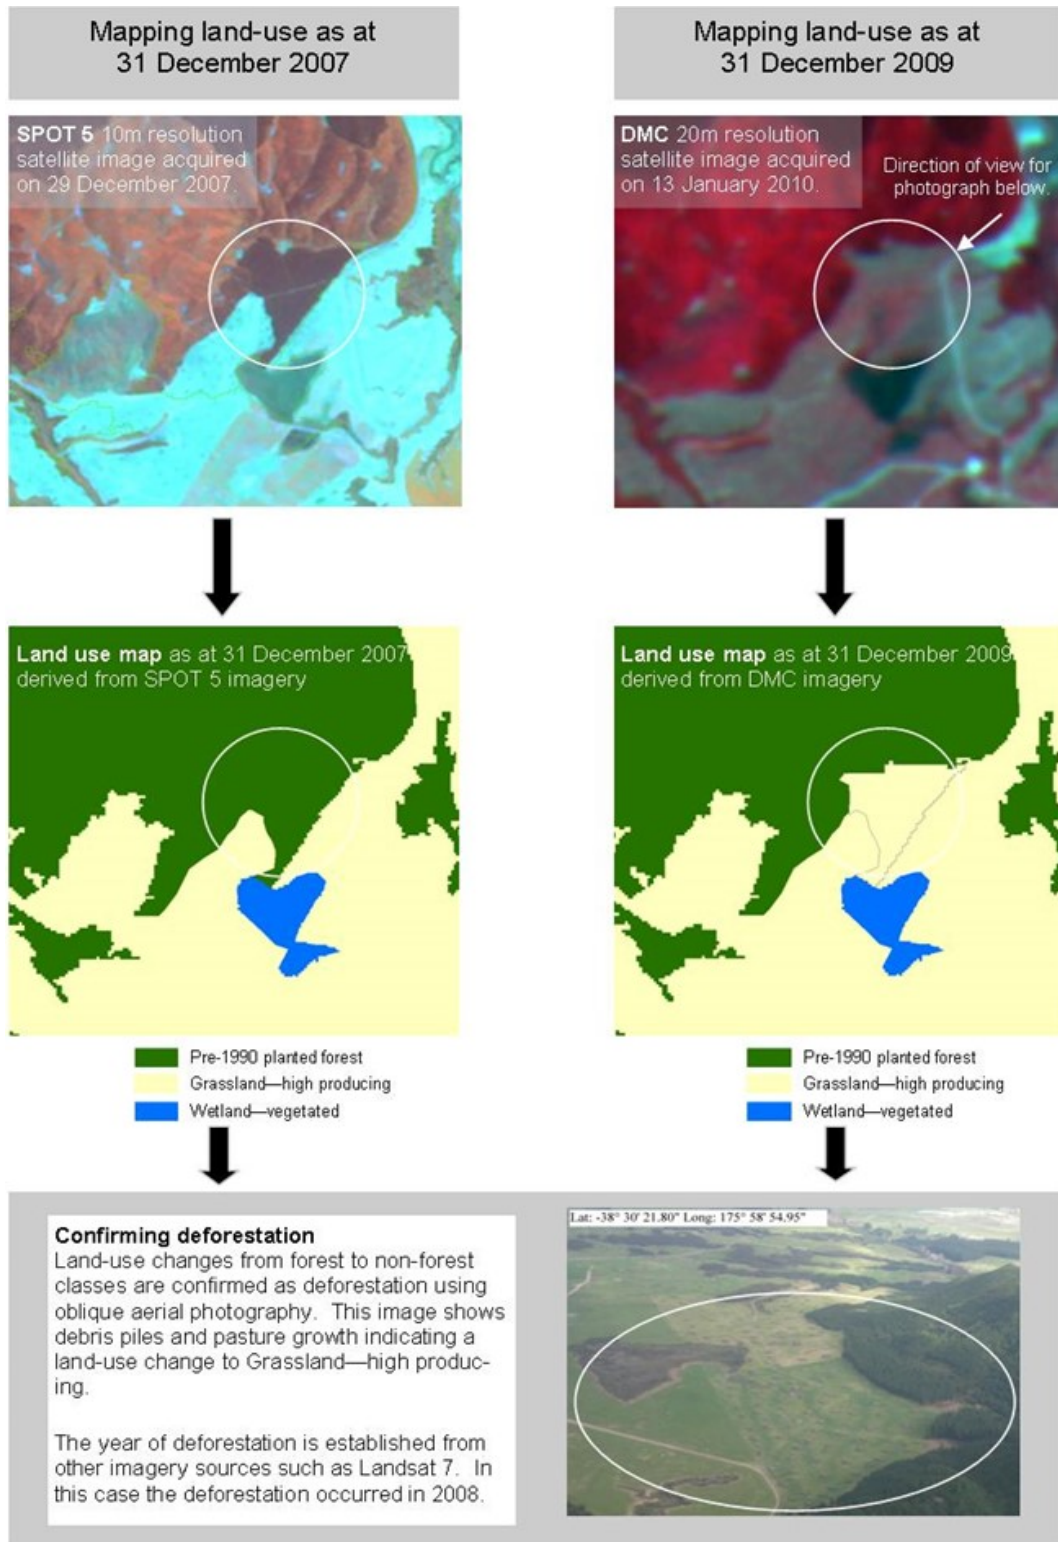 Mapping land-use as at
31 December 2007
Mapping land-use as at
31 December 2009
SPOT 5 10m resolution
satellite image acquired
on 29 December 2007.
DMC 20m resolution
satellite image acquired
on 13 January 2010.
Direction of view for
photograph below.
Land use map as at 31 December 2007
derived from SPOT 5 imagery
Land use map as at 31 December 2009
derived from DMC imagery
Pre-1990 planted forest
Grassland—high producing
Wetland—vegetated
Pre-1990 planted forest
Grassland—high producing
Wetland—vegetated
Confirming deforestation
Land-use changes from forest to non-forest
classes are confirmed as deforestation using
oblique aerial photography. This image shows
debris piles and pasture growth indicating a
land-use change to Grassland—high produc-
ing.
The year of deforestation is established from
other imagery sources such as Landsat 7. In
this case the deforestation occurred in 2008.
Lat: -38° 30' 21.80" Long: 175° 58' 54.95"